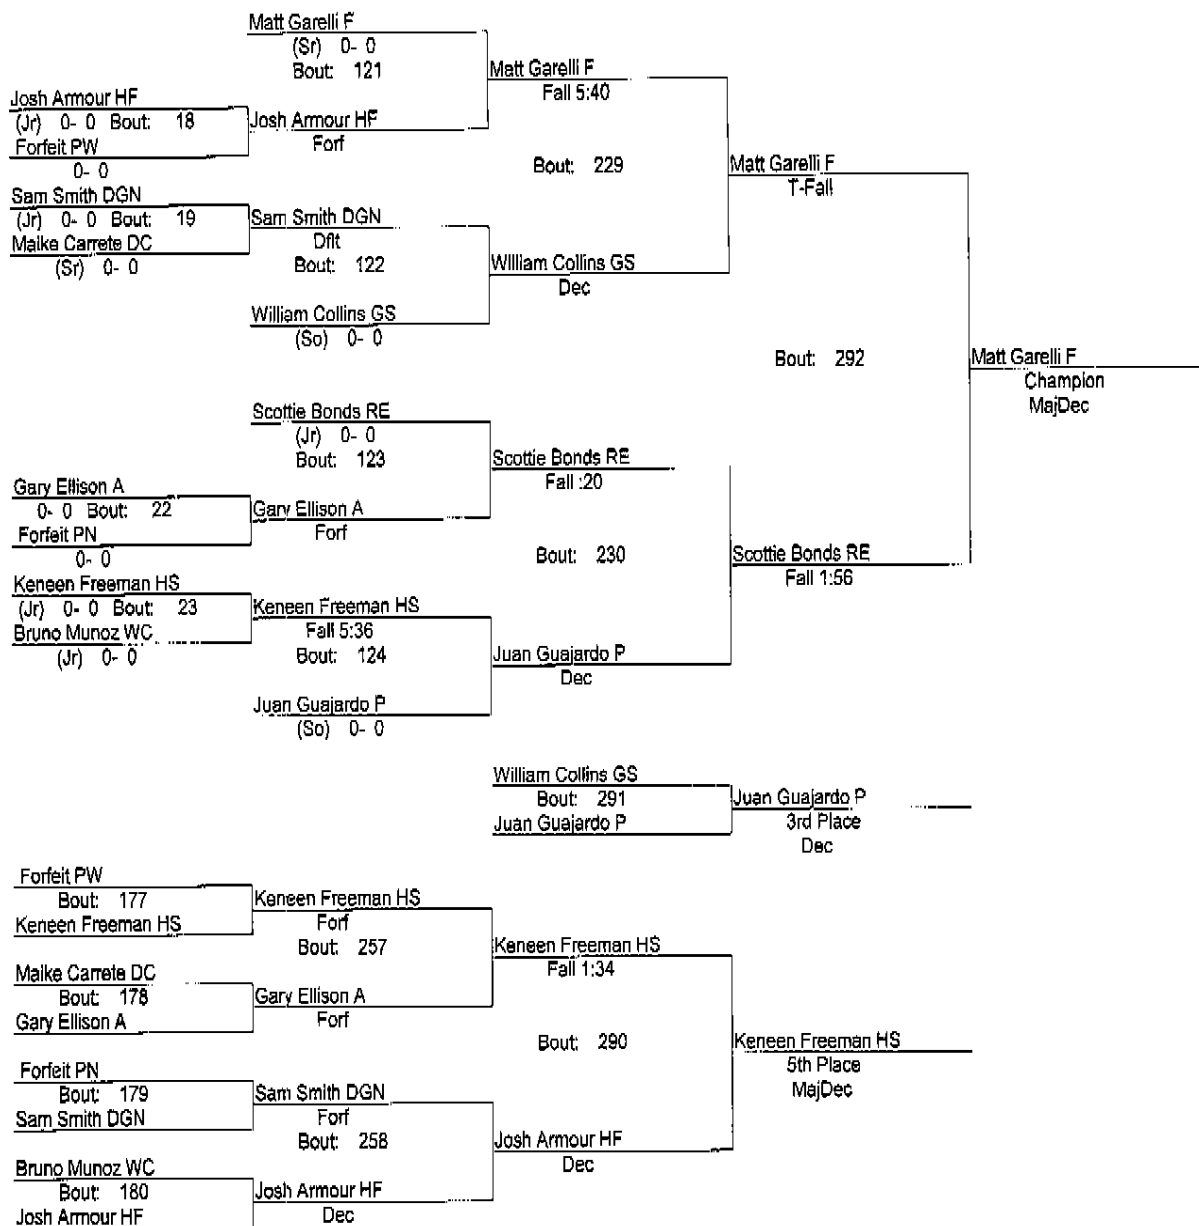 Matt Garelli F
(Sr) 0- 0
Bout: 121
Matt Garelli F
Fall 5:40
Josh Armour HF
(Jr) 0- 0 Bout: 18
Josh Armour HF
Forf
Forfeit PW
0- 0
Bout: 229
Matt Garelli F
T-Fall
Sam Smith DGN
(Jr) 0- 0 Bout: 19
Sam Smith DGN
Dflt
Maike Carrete DC
(Sr) 0- 0
Bout: 122
William Collins GS
Dec
William Collins GS
(So) 0- 0
Bout: 292
Matt Garelli F
Champion
MajDec
Scottie Bonds RE
(Jr) 0- 0
Bout: 123
Scottie Bonds RE
Fall :20
Gary Ellison A
0- 0 Bout: 22
Gary Ellison A
Forf
Forfeit PN
0- 0
Bout: 230
Scottie Bonds RE
Fall 1:56
Keneen Freeman HS
(Jr) 0- 0 Bout: 23
Keneen Freeman HS
Fall 5:36
Bruno Munoz WC
(Jr) 0- 0
Bout: 124
Juan Guajardo P
Dec
Juan Guajardo P
(So) 0- 0
William Collins GS
Bout: 291
Juan Guajardo P
Juan Guajardo P
3rd Place
Dec
Forfeit PW
Bout: 177
Keneen Freeman HS
Keneen Freeman HS
Forf
Bout: 257
Keneen Freeman HS
Fall 1:34
Maike Carrete DC
Bout: 178
Gary Ellison A
Gary Ellison A
Forf
Bout: 290
Keneen Freeman HS
5th Place
MajDec
Forfeit PN
Bout: 179
Sam Smith DGN
Sam Smith DGN
Forf
Bout: 258
Josh Armour HF
Dec
Bruno Munoz WC
Bout: 180
Josh Armour HF
Josh Armour HF
Dec